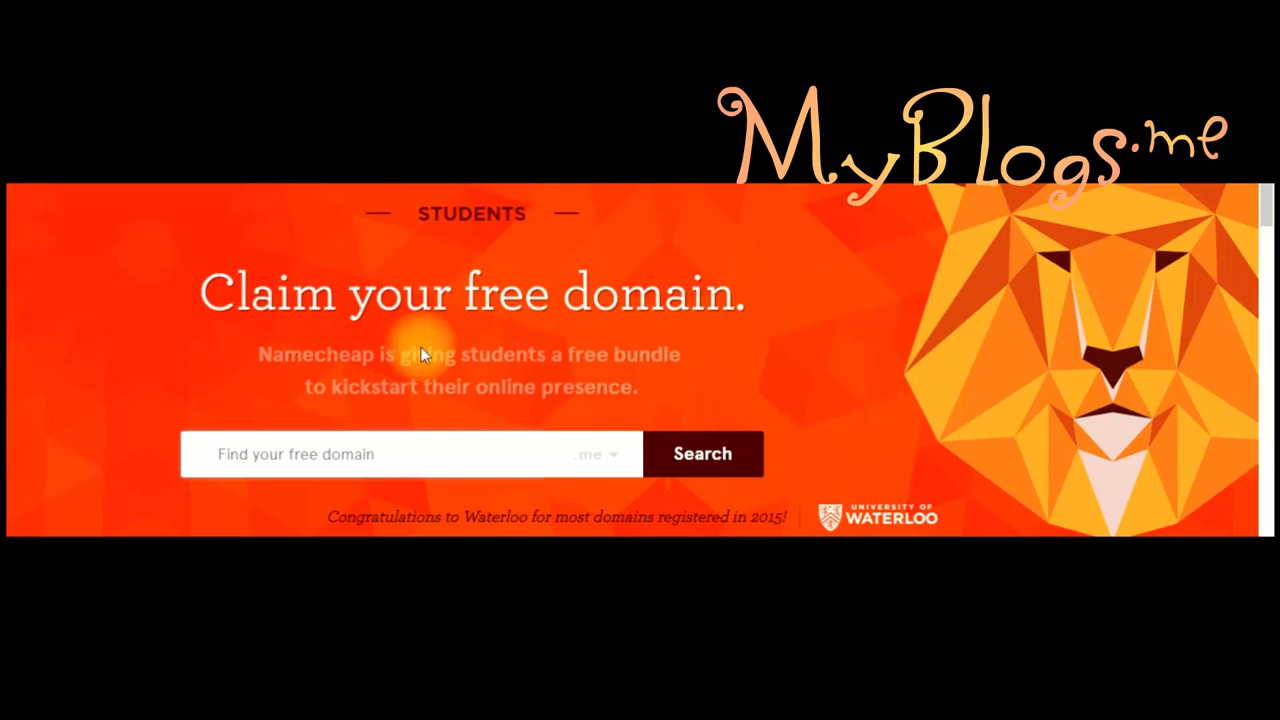 MyBlogs.me
STUDENTS
Claim your free domain.
Namecheap is giving students a free bundle
to kickstart their online presence.
Find your free domain .me Search
Congratulations to Waterloo for most domains registered in 2015!
UNIVERSITY OF
WATERLOO